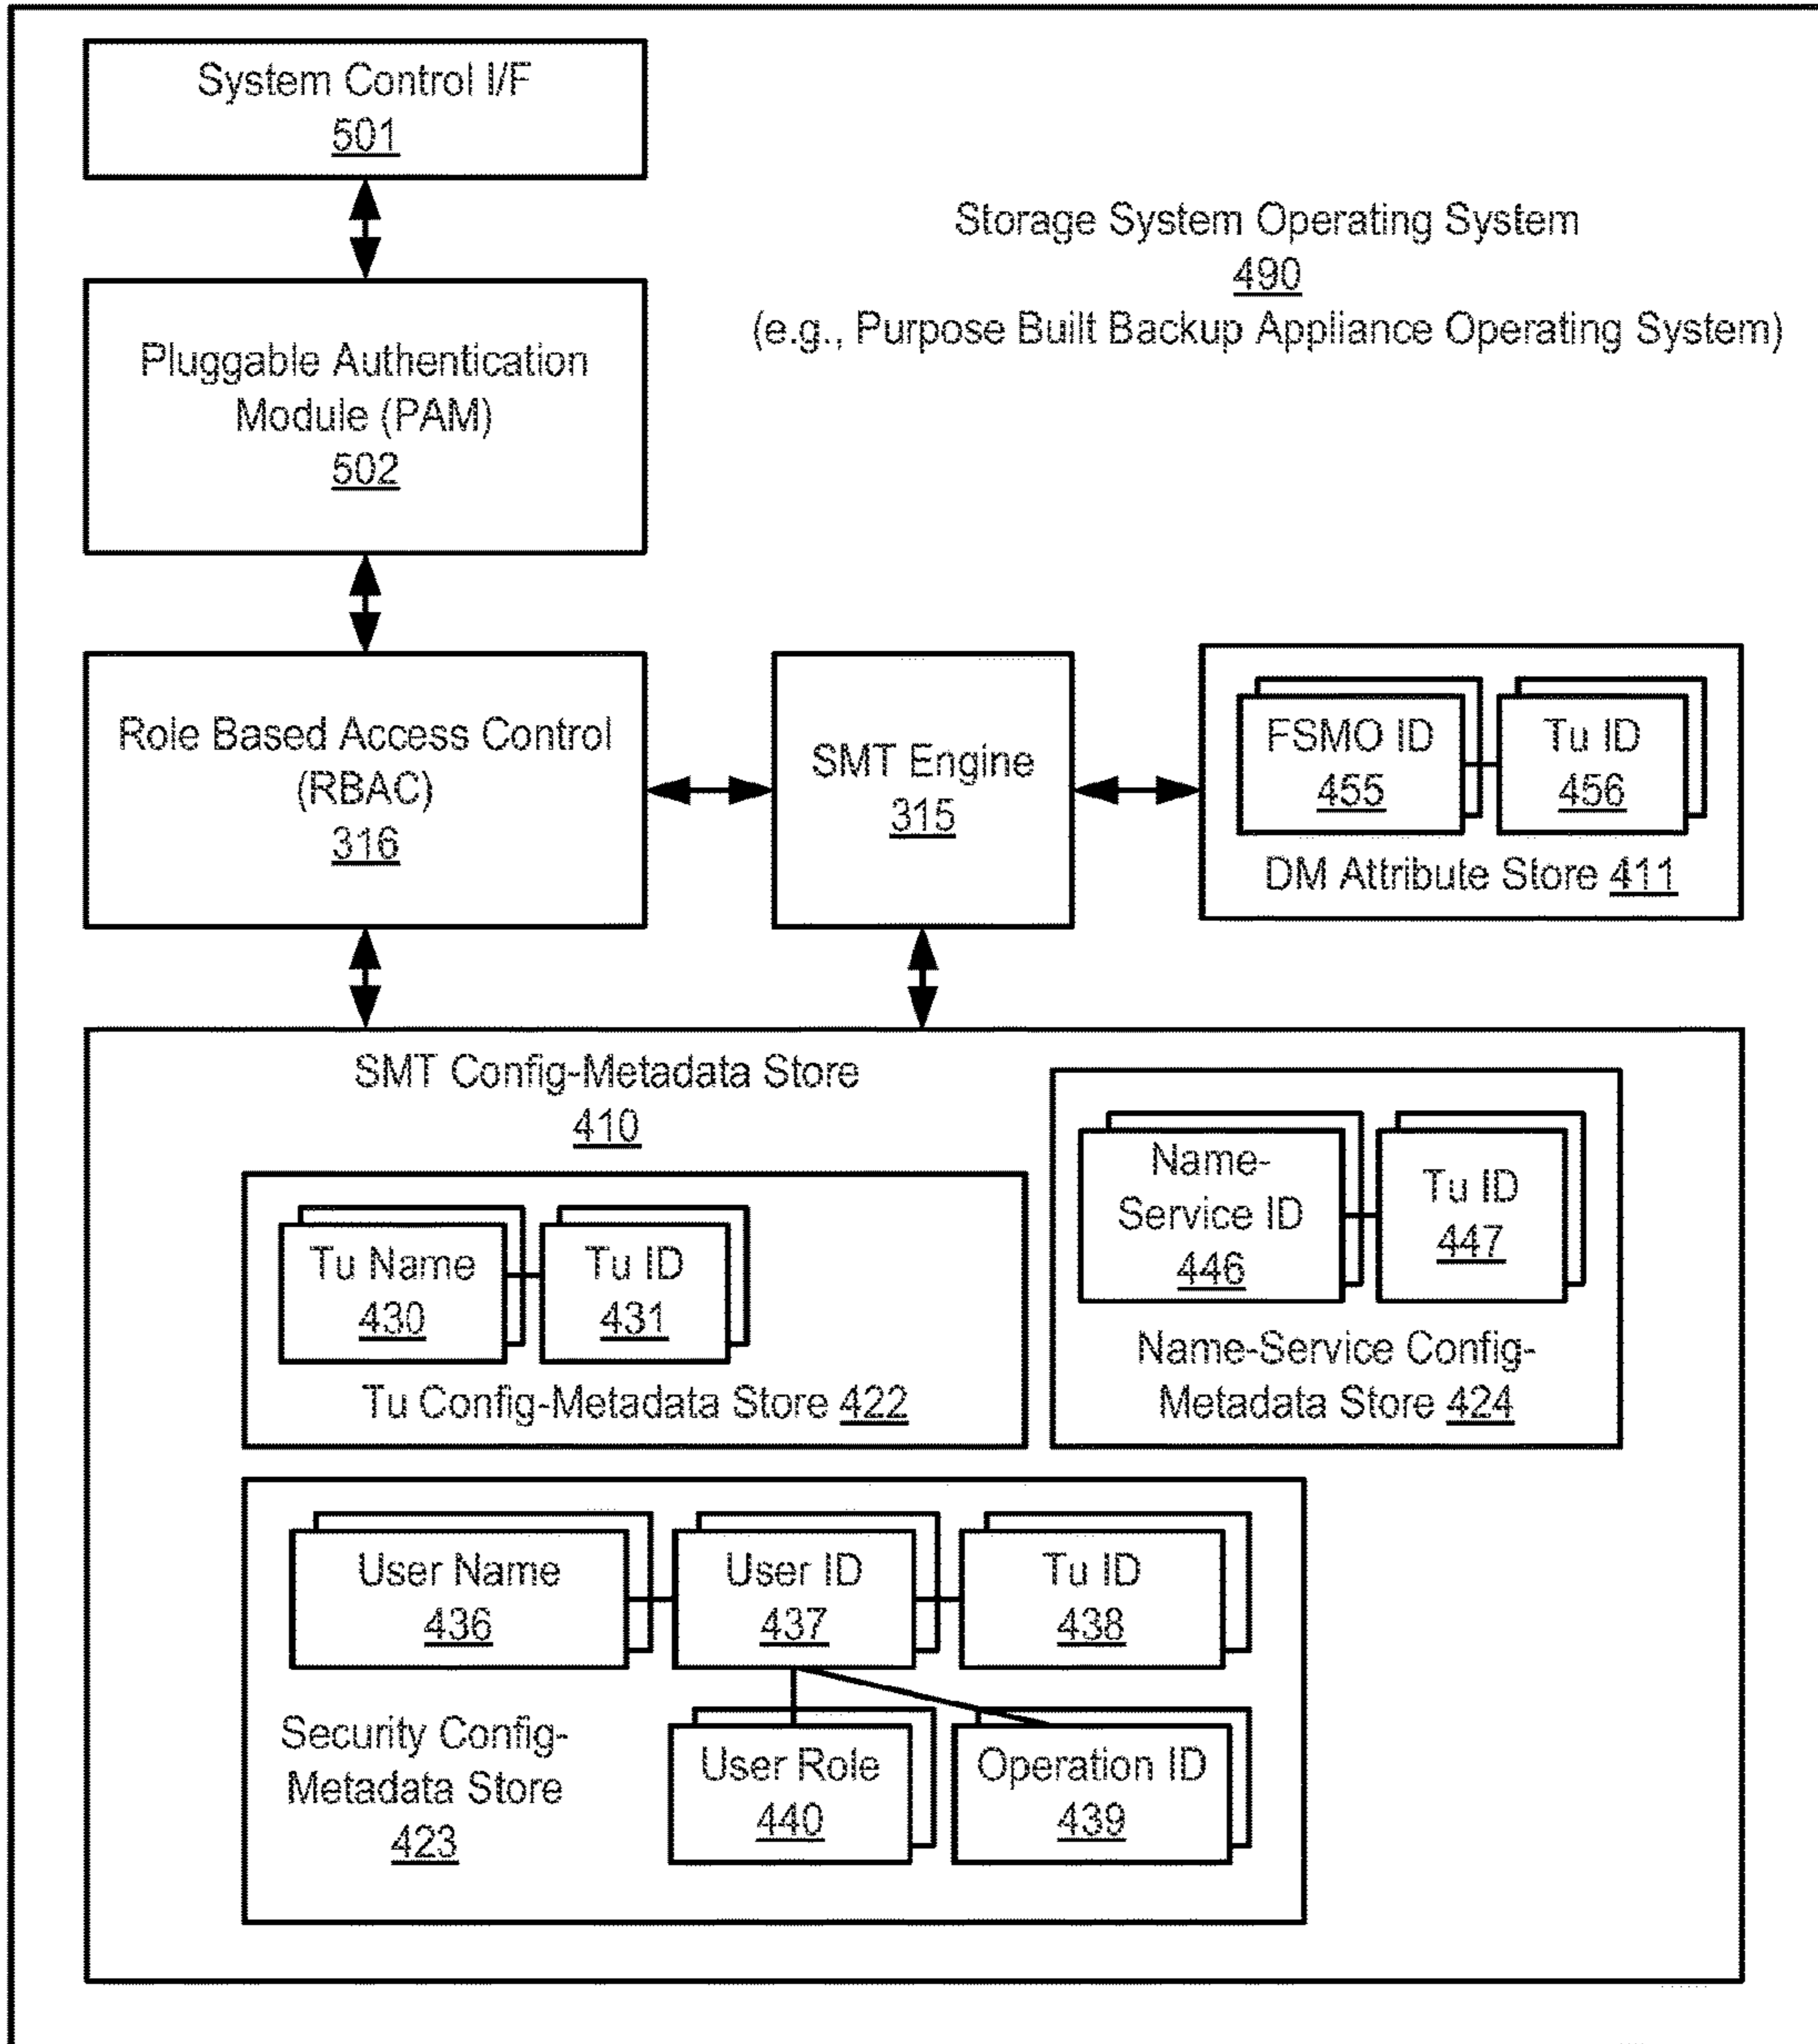 System Control I/F
501
Storage System Operating System
490
(e.g., Purpose Built Backup Appliance Operating System)
Pluggable Authentication
Module (PAM)
502
Role Based Access Control
(RBAC)
316
SMT Engine
315
FSMO ID
455
Tu ID
456
DM Attribute Store 411
SMT Config-Metadata Store
410
Name-
Service ID
446
Tu ID
447
Name-Service Config-
Metadata Store 424
Tu Name
430
Tu ID
431
Tu Config-Metadata Store 422
User Name
436
User ID
437
Tu ID
438
Security Config-
Metadata Store
423
User Role
440
Operation ID
439